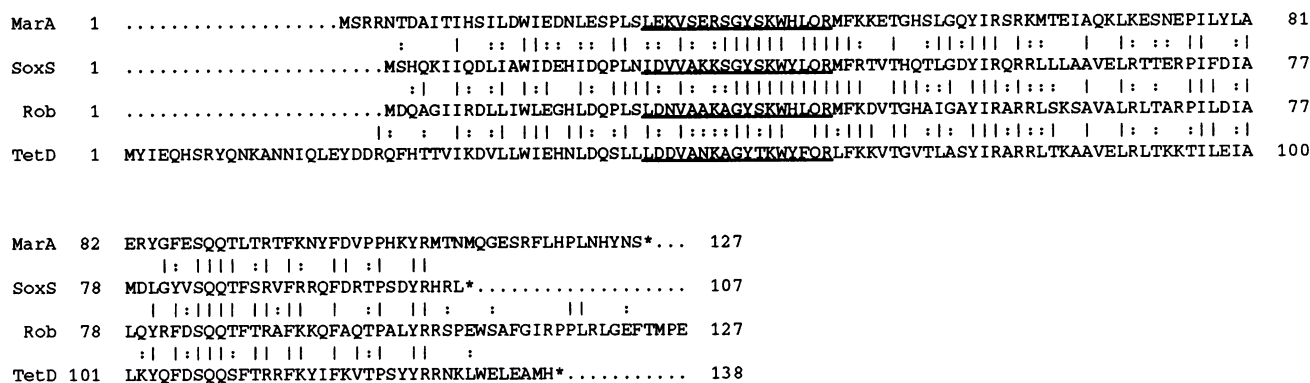 MarA 1 ...................MSRRNTDAITIHSILDWIEDNLESPLSLEKVSERSGYSKWHLQRMFKKETGHSLGQYIRSRKMTEIAQKLKESNEPILYLA 81
SoxS 1 .......................MSHQKIIQDLIAWIDEHIDQPLNIDVVAKKSGYSKWYLQRMFRTVTHQTLGDYIRQRRLLLAAVELRTTERPIFDIA 77
Rob 1 .......................MDQAGIIRDLLIWLEGHLDQPLSLDNVAAKAGYSKWHLQRMFKDVTGHAIGAYIRARRLSKSAVALRLTARPILDIA 77
TetD 1 MYIEQHSRYQNKANNIQLEYDDRQFHTTVIKDVLLWIEHNLDQSLLLDDVANKAGYTKWYFQRLFKKVTGVTLASYIRARRLTKAAVELRLTKKTILEIA 100
MarA 82 ERYGFESQQTLTRTFKNYFDVPPHKYRMTNMQGESRFLHPLNHYNS*... 127
SoxS 78 MDLGYVSQQTFSRVFRRQFDRTPSDYRHRL*................... 107
Rob 78 LQYRFDSQQTFTRAFKKQFAQTPALYRRSPEWSAFGIRPPLRLGEFTMPE 127
TetD 101 LKYQFDSQQSFTRRFKYIFKVTPSYYRRNKLWELEAMH*........... 138